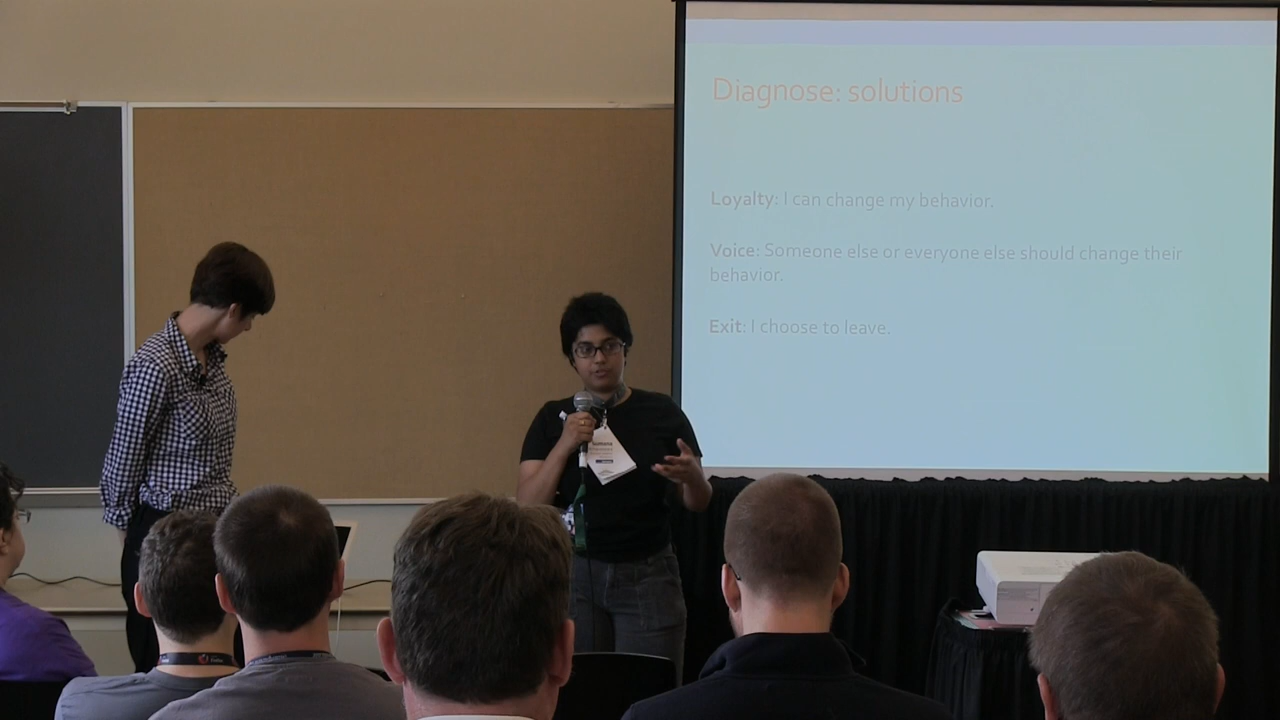 Diagnose: solutions
Loyalty: I can change my behavior.
Voice: Someone else or everyone else should change their
behavior.
Exit: I choose to leave.
Sumana